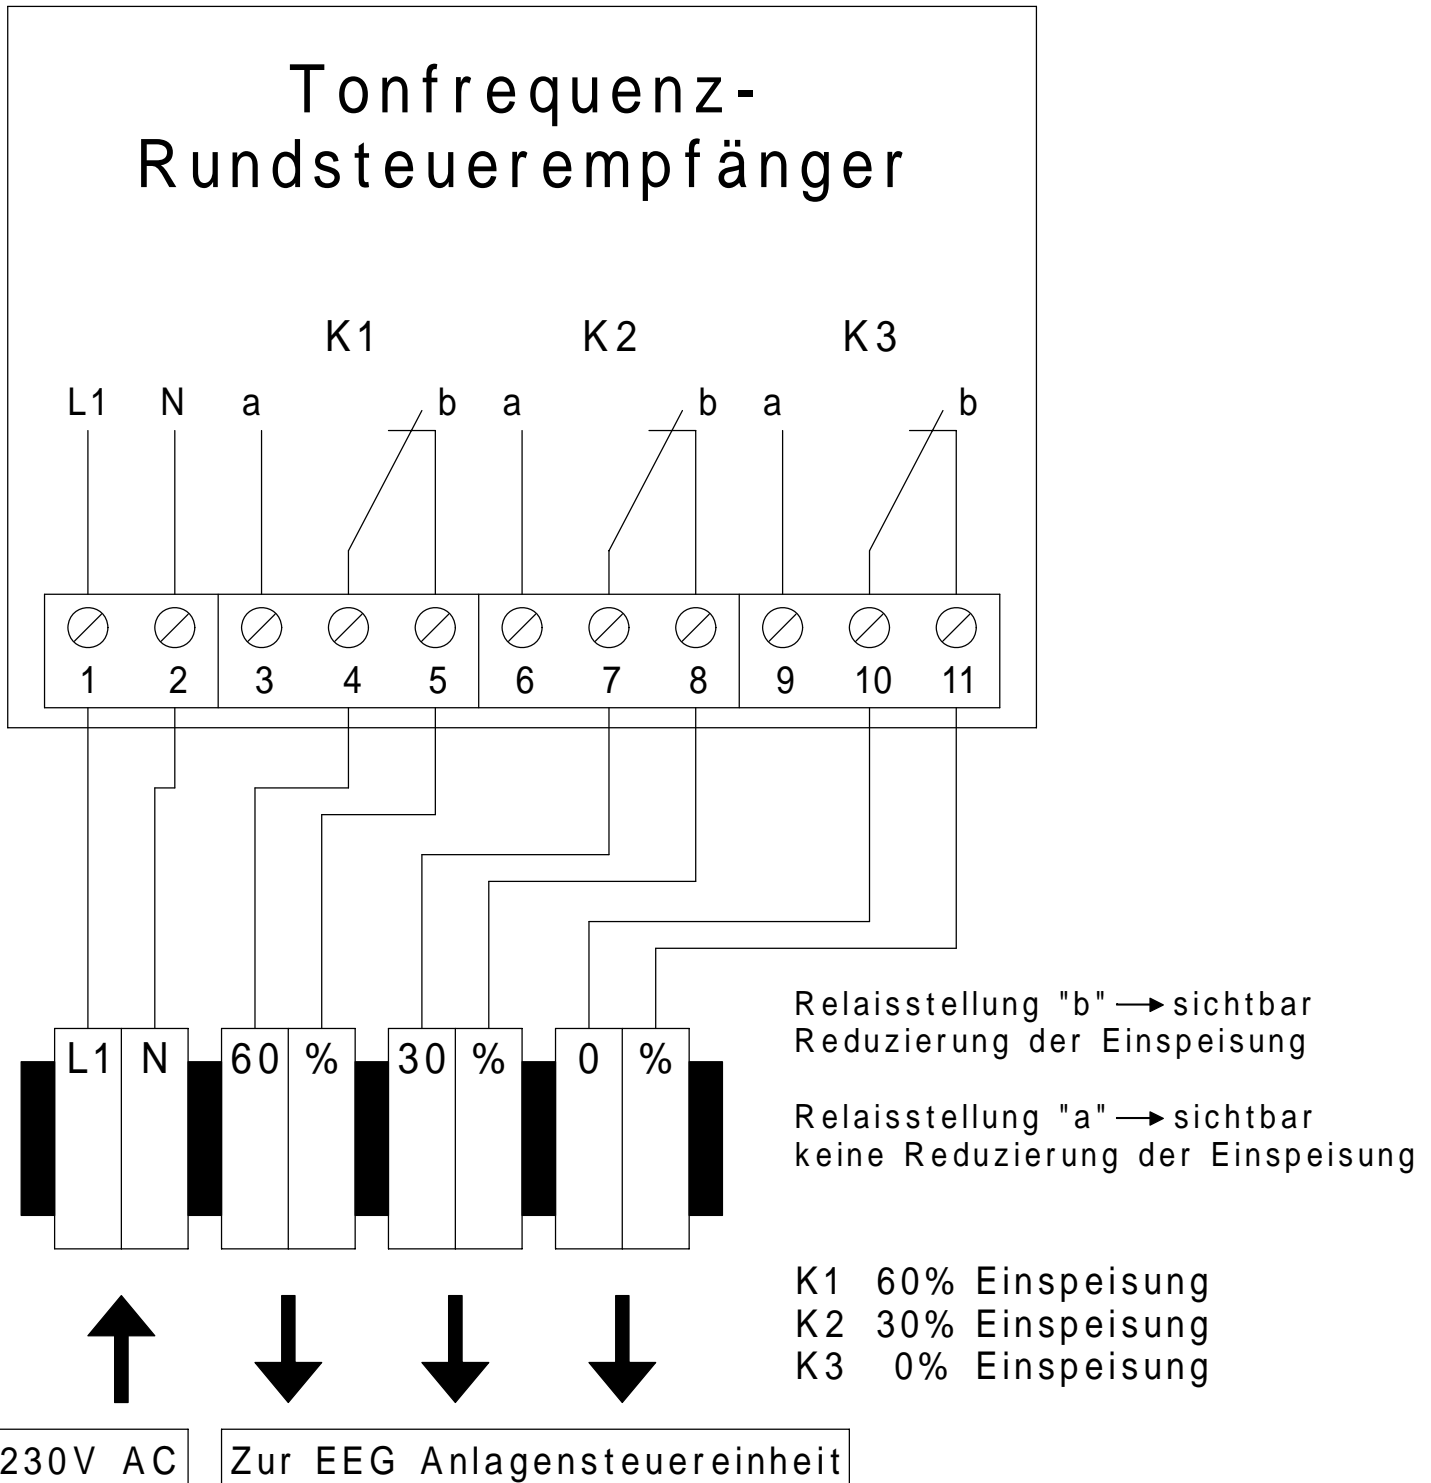 Tonfrequenz-
Rundsteuerempfänger
K1 K2 K3
L1 N a b a b a b
1 2 3 4 5 6 7 8 9 10 11
L1 N 60 % 30 % 0 %
Relaisstellung "b" → sichtbar
Reduzierung der Einspeisung
Relaisstellung "a" → sichtbar
keine Reduzierung der Einspeisung
K1 60% Einspeisung
K2 30% Einspeisung
K3 0% Einspeisung
230V AC
Zur EEG Anlagensteuereinheit